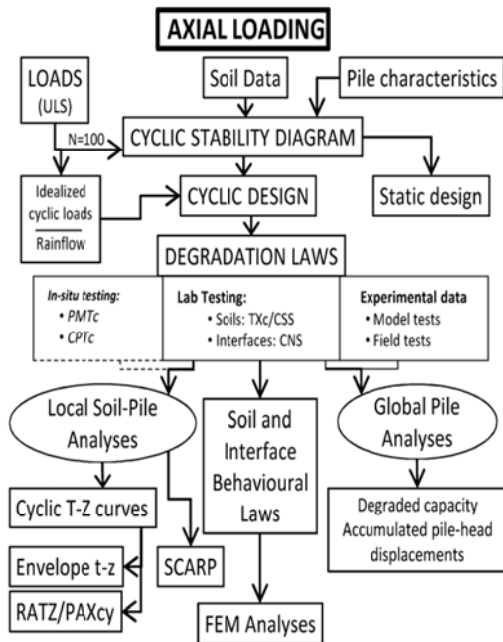 AXIAL LOADING
LOADS
(ULS)
Soil Data
Pile characteristics
N=100
CYCLIC STABILITY DIAGRAM
Idealized
cyclic loads
Rainflow
CYCLIC DESIGN
Static design
DEGRADATION LAWS
In-situ testing:
• PMTc
• CPTc
Lab Testing:
• Soils: TXc/CSS
• Interfaces: CNS
Experimental data
• Model tests
• Field tests
Local Soil-Pile
Analyses
Soil and
Interface
Behavioural
Laws
Global Pile
Analyses
Cyclic T-Z curves
Envelope t-z
RATZ/PAXcy
SCARP
Degraded capacity
Accumulated pile-head
displacements
FEM Analyses